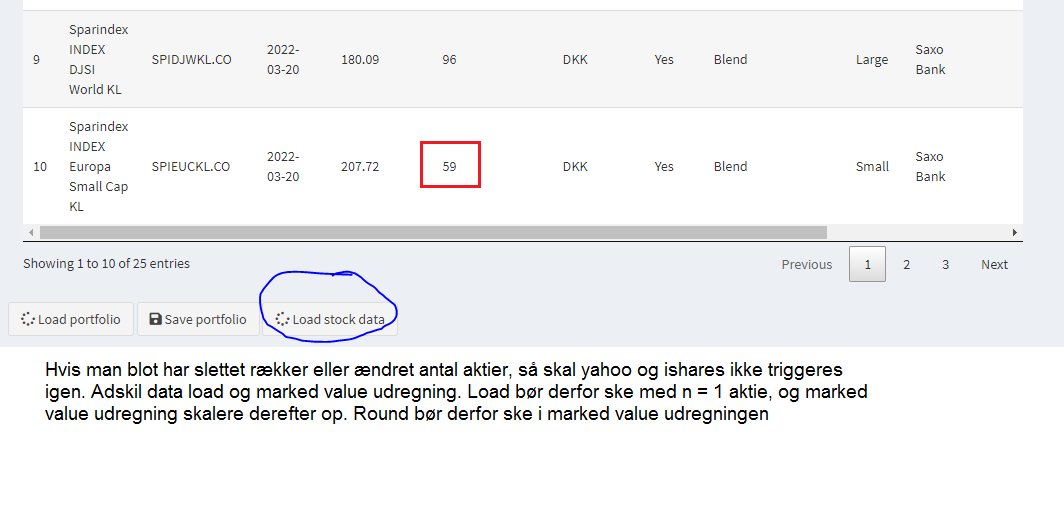 Sparindex
INDEX
9 DJSI World KL SPIDJWKL.CO 2022-03-20 180.09 96 DKK Yes Blend Large Saxo Bank
Sparindex
INDEX
10 Europa Small Cap KL SPIEUCKL.CO 2022-03-20 207.72 59 DKK Yes Blend Small Saxo Bank
Showing 1 to 10 of 25 entries Previous 1 2 3 Next
Load portfolio Save portfolio Load stock data
Hvis man blot har slettet rækker eller ændret antal aktier, så skal yahoo og ishares ikke triggeres
igen. Adskil data load og marked value udregning. Load bør derfor ske med n = 1 aktie, og marked
value udregning skalere derefter op. Round bør derfor ske i marked value udregningen